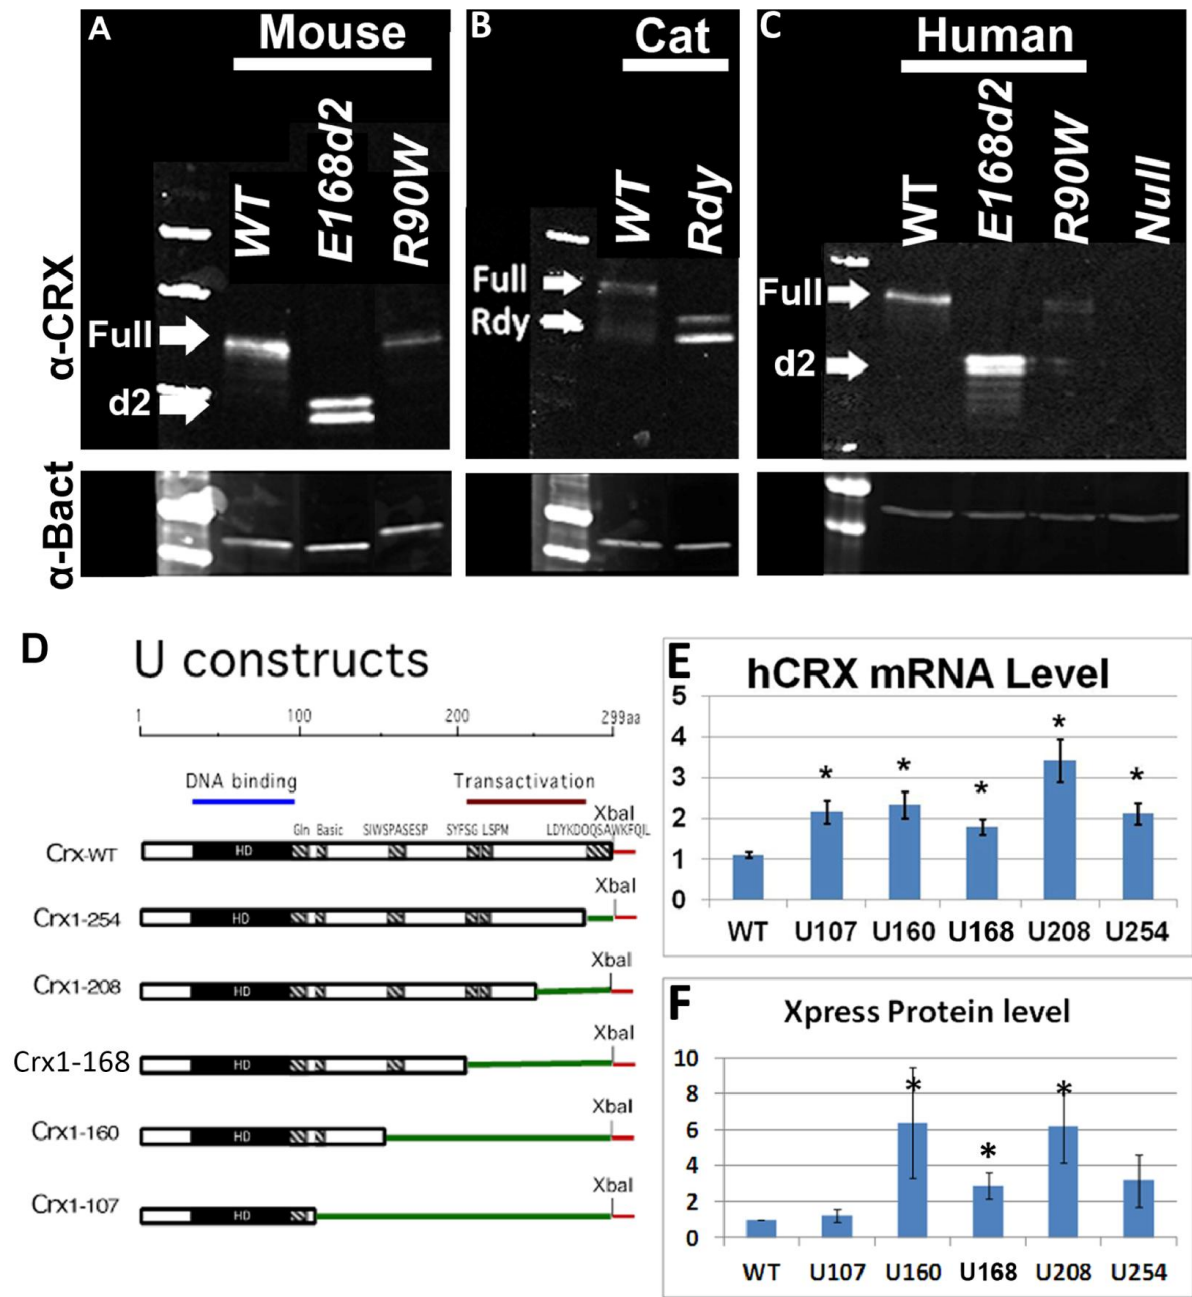 A
Mouse
WT
E168d2
R90W
α-CRX
Full
d2
α-Bact
B
Cat
WT
Rdy
Full
Rdy
C
Human
WT
E168d2
R90W
Null
Full
d2
D
U constructs
1 100 200 299aa
DNA binding Transactivation
XbaI
Gln Basic SIWSPASESP SYFSG LSPM LDYKDQQSAWKFQIL
Crx-WT HD
XbaI
Crx1-254 HD
XbaI
Crx1-208 HD
XbaI
Crx1-168 HD
XbaI
Crx1-160 HD
XbaI
Crx1-107 HD
E
hCRX mRNA Level
5
4
3
2
1
0
* * * * *
WT U107 U160 U168 U208 U254
F
Xpress Protein level
10
8
6
4
2
0
* * *
WT U107 U160 U168 U208 U254